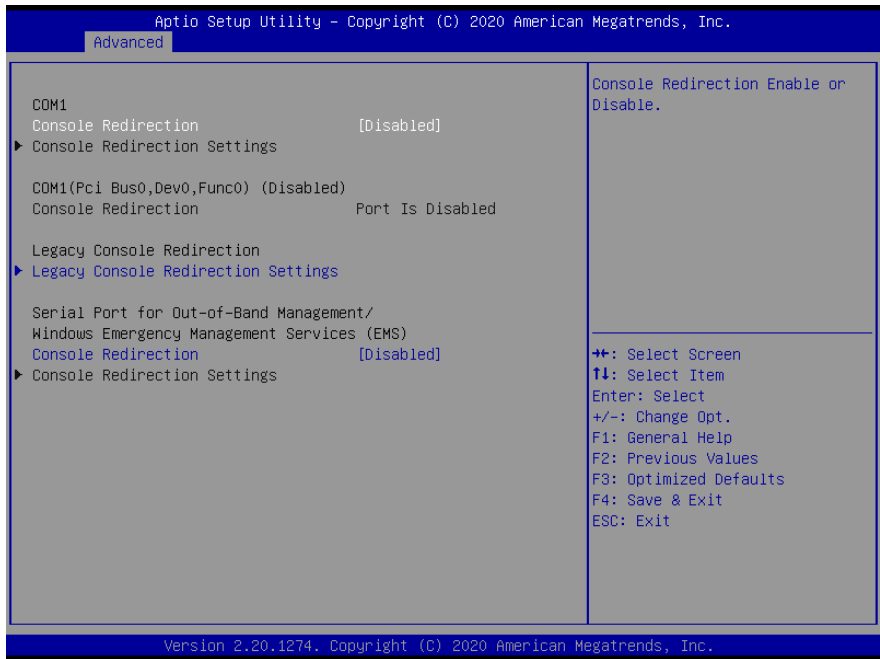 Aptio Setup Utility – Copyright (C) 2020 American Megatrends, Inc.
Advanced
COM1
Console Redirection [Disabled]
▶ Console Redirection Settings
COM1(Pci Bus0,Dev0,Func0) (Disabled)
Console Redirection Port Is Disabled
Legacy Console Redirection
▶ Legacy Console Redirection Settings
Serial Port for Out-of-Band Management/
Windows Emergency Management Services (EMS)
Console Redirection [Disabled]
▶ Console Redirection Settings
Console Redirection Enable or
Disable.
→←: Select Screen
↑↓: Select Item
Enter: Select
+/-: Change Opt.
F1: General Help
F2: Previous Values
F3: Optimized Defaults
F4: Save & Exit
ESC: Exit
Version 2.20.1274. Copyright (C) 2020 American Megatrends, Inc.